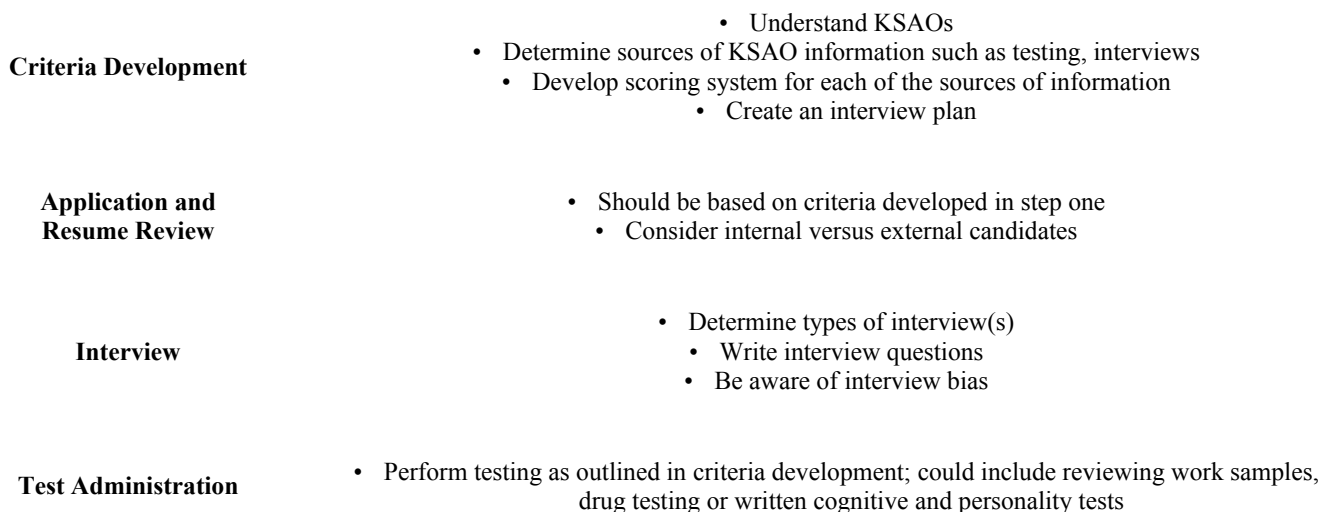 • Understand KSAOs
• Determine sources of KSAO information such as testing, interviews
Criteria Development
• Develop scoring system for each of the sources of information
• Create an interview plan
Application and
Resume Review
• Should be based on criteria developed in step one
• Consider internal versus external candidates
• Determine types of interview(s)
Interview
• Write interview questions
• Be aware of interview bias
Test Administration
• Perform testing as outlined in criteria development; could include reviewing work samples,
drug testing or written cognitive and personality tests